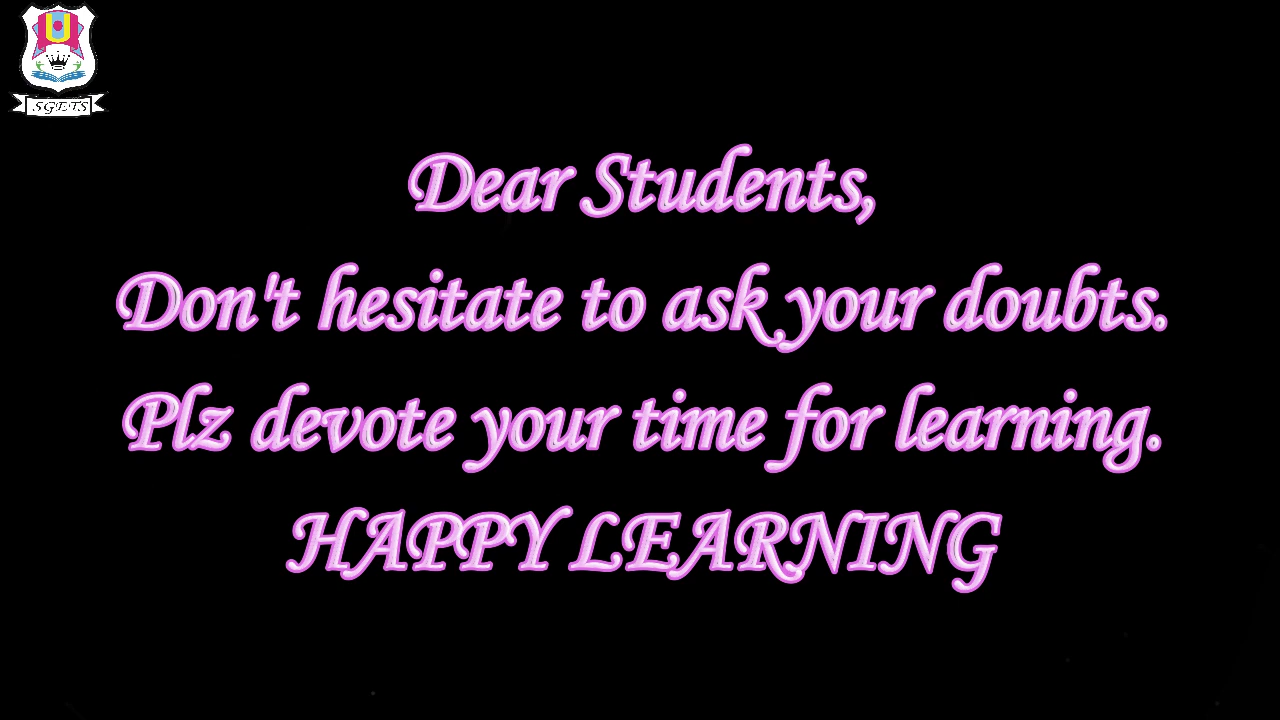 SGETS
Dear Students,
Don't hesitate to ask your doubts.
Plz devote your time for learning.
HAPPY LEARNING